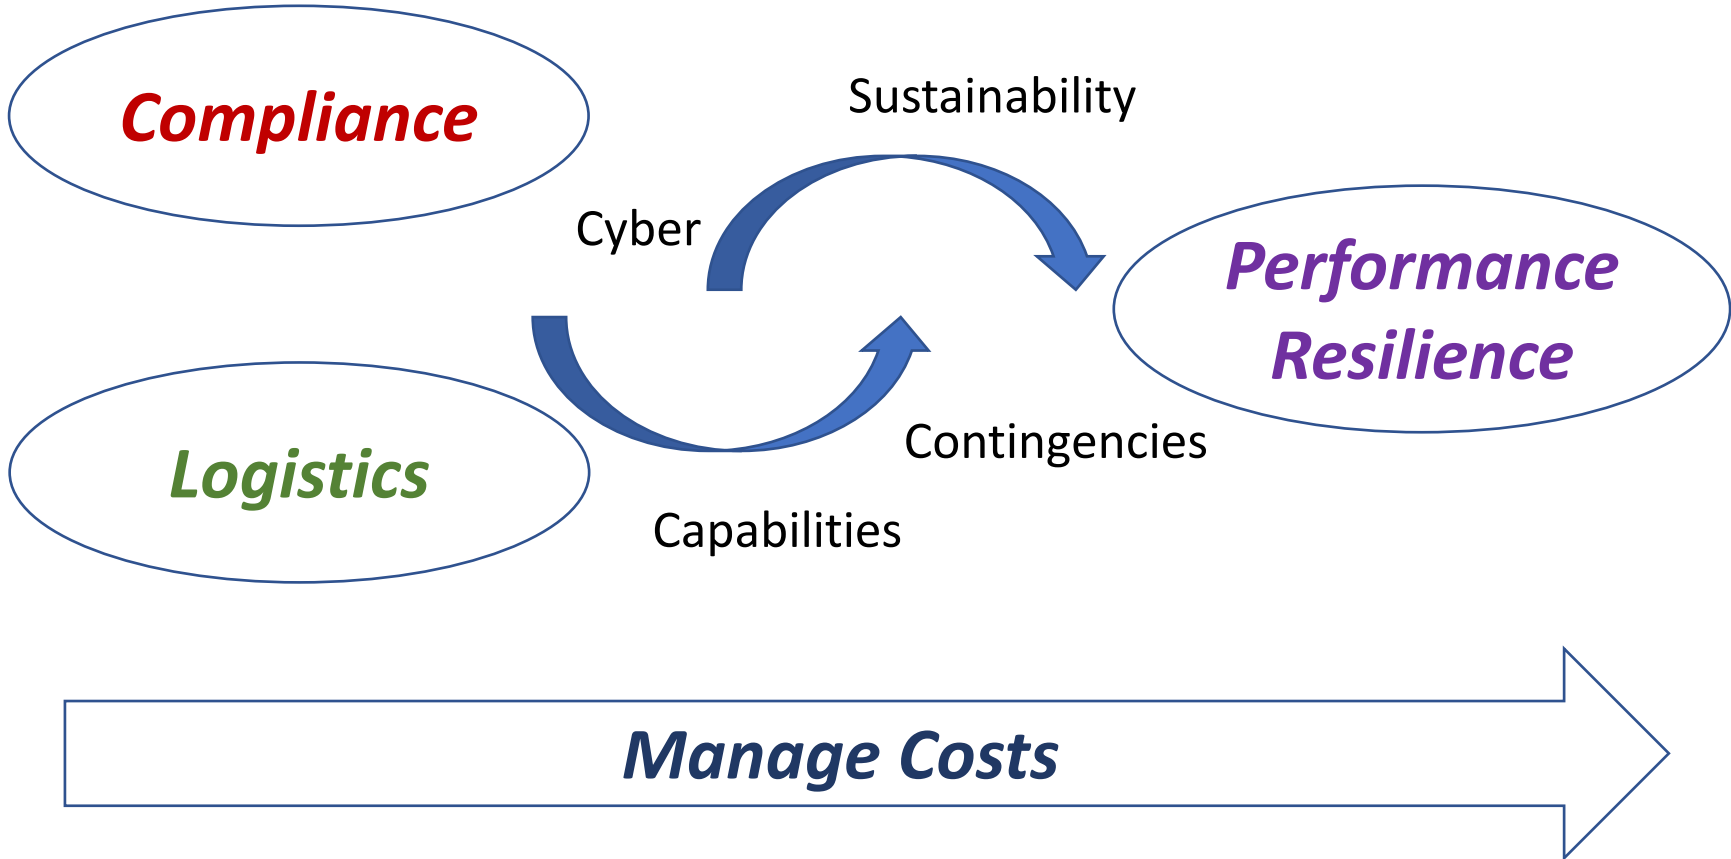 Compliance
Sustainability
Cyber
Performance
Resilience
Logistics
Contingencies
Capabilities
Manage Costs